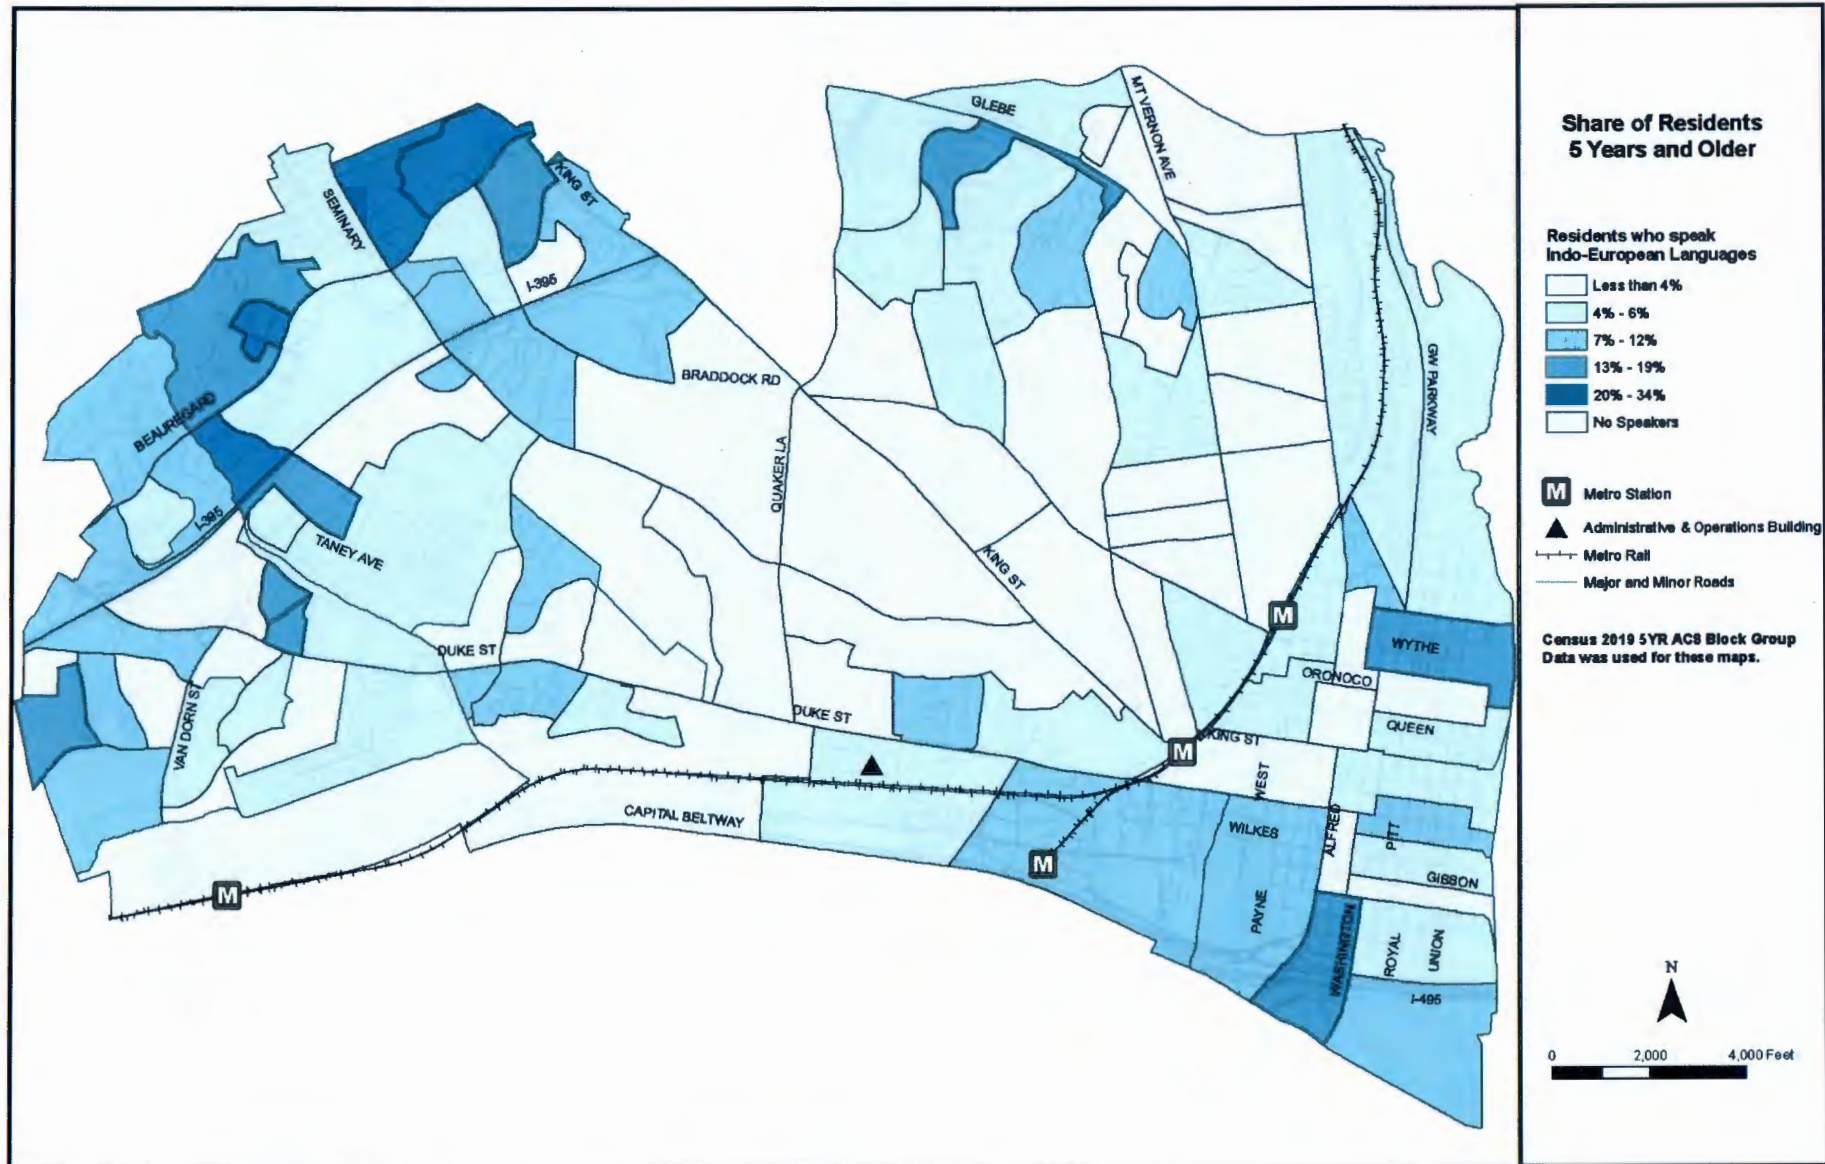 GLEBE
MT VERNON AVE
KING ST
SEMINARY
I-395
GW PARKWAY
BRADDOCK RD
BEAUREGARD
QUAKER LA
I-395
TANEY AVE
KING ST
WYTHE
DUKE ST
ORONOCO
VAN DORN ST
DUKE ST
QUEEN
KING ST
M
M
WEST
CAPITAL BELTWAY
WILKES
ALFRED
PITT
M
GIBBON
M
PAYNE
WASHINGTON
ROYAL
UNION
I-495
Share of Residents
5 Years and Older
Residents who speak
Indo-European Languages
Less than 4%
4% - 6%
7% - 12%
13% - 19%
20% - 34%
No Speakers
M Metro Station
Administrative & Operations Building
Metro Rail
Major and Minor Roads
Census 2019 5YR ACS Block Group
Data was used for these maps.
N
0 2,000 4,000 Feet